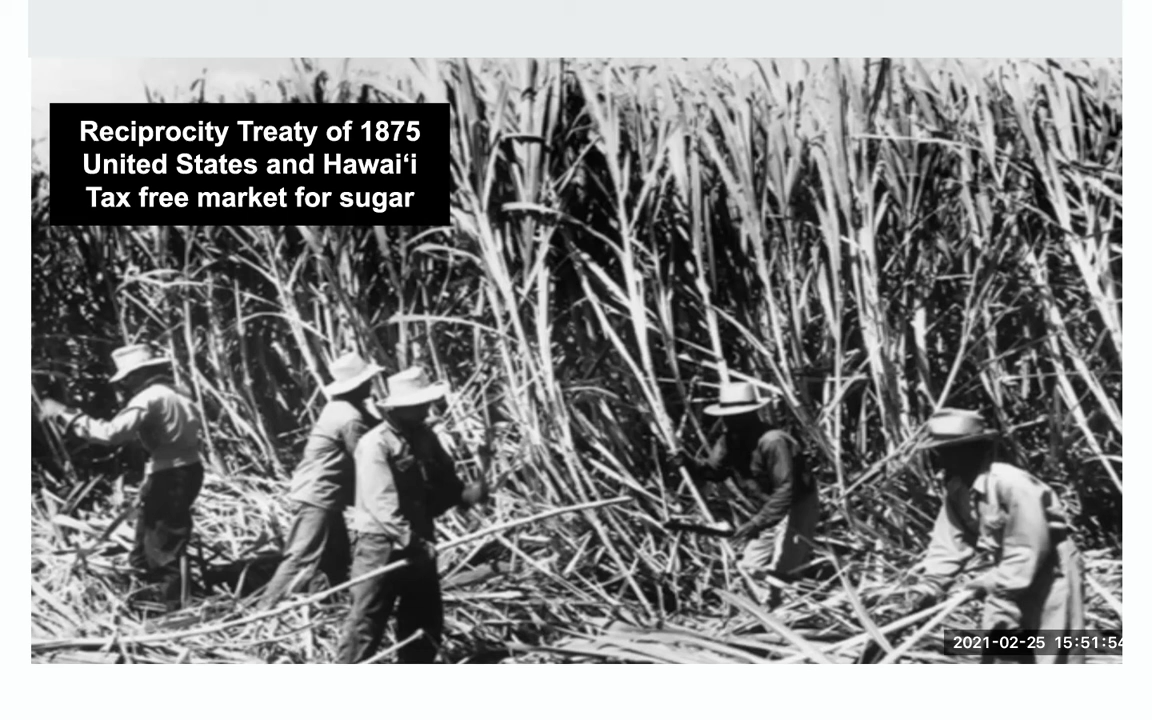 Reciprocity Treaty of 1875
United States and Hawaiʻi
Tax free market for sugar
2021-02-25 15:51:54